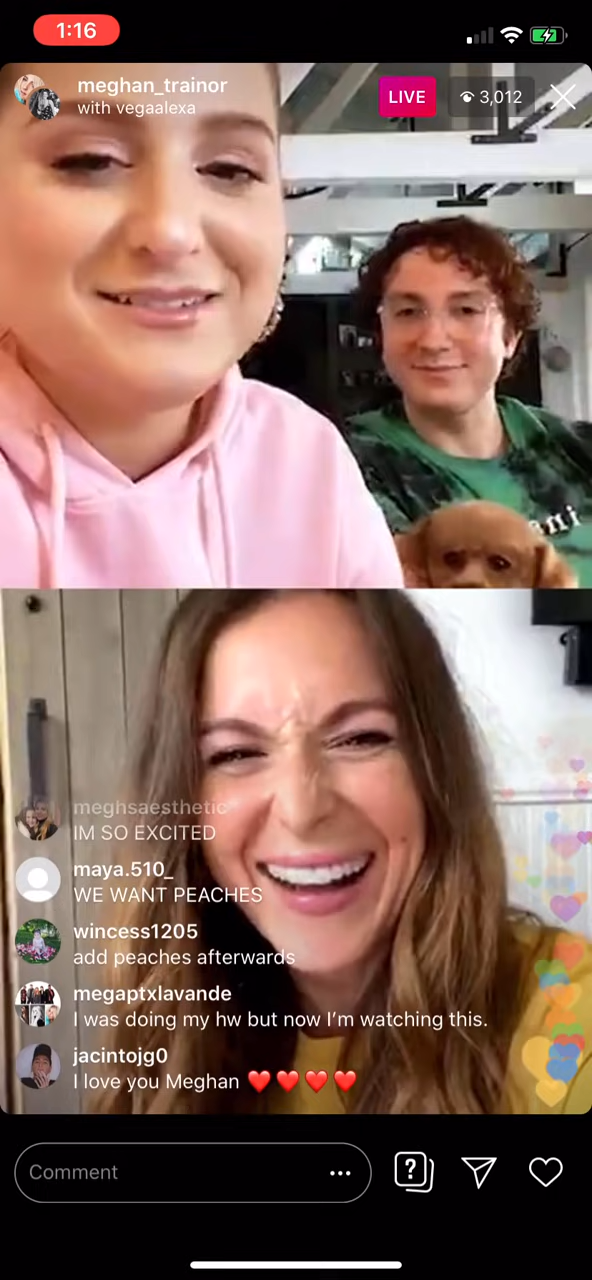 1:16
meghan_trainor
with vegaalexa
LIVE
3,012
ani
meghsaesthetic
IM SO EXCITED
maya.510_
WE WANT PEACHES
wincess1205
add peaches afterwards
megaptxlavande
I was doing my hw but now I’m watching this.
jacintojg0
I love you Meghan ❤️❤️❤️❤️
Comment